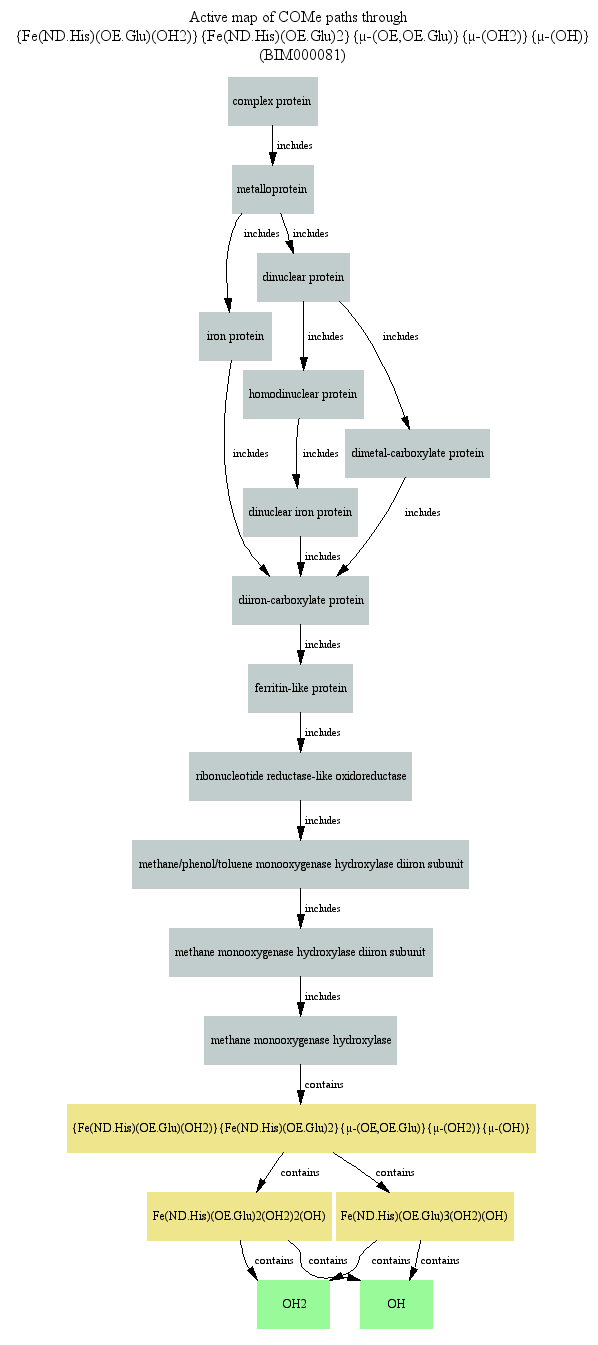 Active map of COMe paths through
{Fe(ND.His)(OE.Glu)(OH2)}{Fe(ND.His)(OE.Glu)2}{μ-(OE,OE.Glu)}{μ-(OH2)}{μ-(OH)}
(BIM000081)
complex protein
includes
metalloprotein
includes
includes
dinuclear protein
iron protein
includes
includes
homodinuclear protein
dimetal-carboxylate protein
includes
includes
dinuclear iron protein
includes
includes
diiron-carboxylate protein
includes
ferritin-like protein
includes
ribonucleotide reductase-like oxidoreductase
includes
methane/phenol/toluene monooxygenase hydroxylase diiron subunit
includes
methane monooxygenase hydroxylase diiron subunit
includes
methane monooxygenase hydroxylase
contains
{Fe(ND.His)(OE.Glu)(OH2)}{Fe(ND.His)(OE.Glu)2}{μ-(OE,OE.Glu)}{μ-(OH2)}{μ-(OH)}
contains
contains
Fe(ND.His)(OE.Glu)2(OH2)2(OH)
Fe(ND.His)(OE.Glu)3(OH2)(OH)
contains
contains
contains
contains
OH2
OH